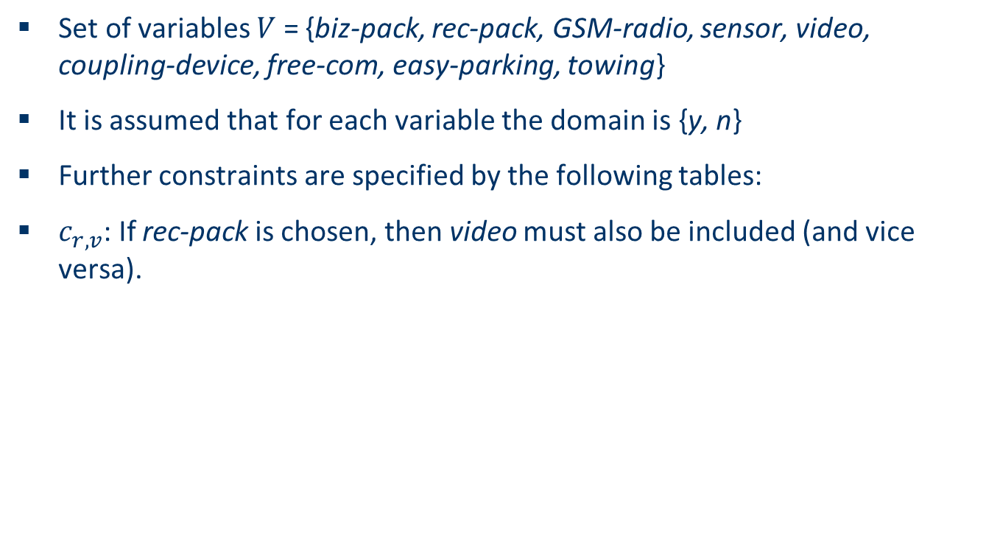 ▪ Set of variables V = {biz-pack, rec-pack, GSM-radio, sensor, video,
coupling-device, free-com, easy-parking, towing}
▪ It is assumed that for each variable the domain is {y, n}
▪ Further constraints are specified by the following tables:
▪ c_{r,v}: If rec-pack is chosen, then video must also be included (and vice
versa).